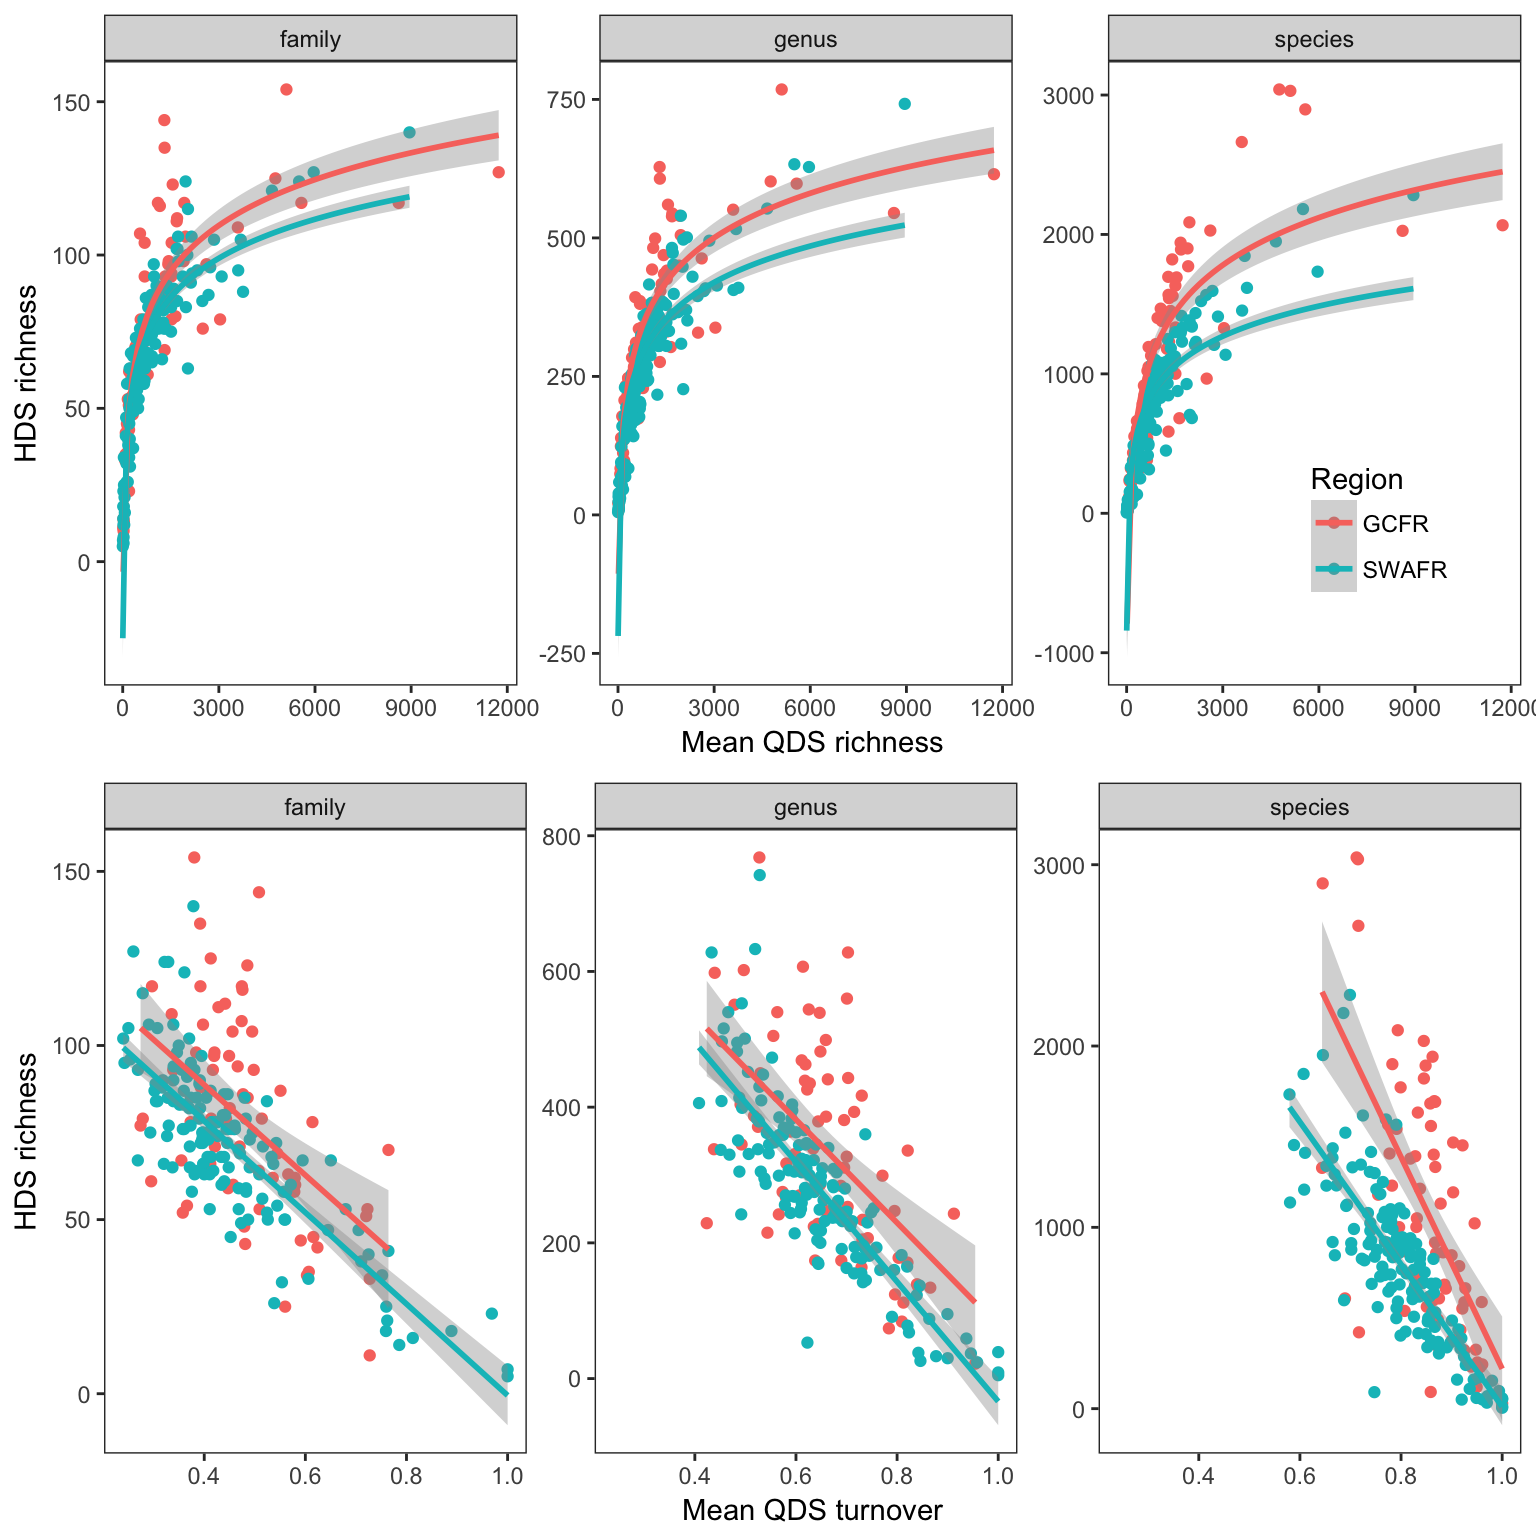 family genus species
HDS richness
150
100
50
0
750
500
250
0
-250
3000
2000
1000
0
-1000
Region
GCFR
SWAFR
0 3000 6000 9000 12000
0 3000 6000 9000 12000
0 3000 6000 9000 12000
Mean QDS richness
family genus species
HDS richness
150
100
50
0
800
600
400
200
0
3000
2000
1000
0
0.4 0.6 0.8 1.0
0.4 0.6 0.8 1.0
0.4 0.6 0.8 1.0
Mean QDS turnover